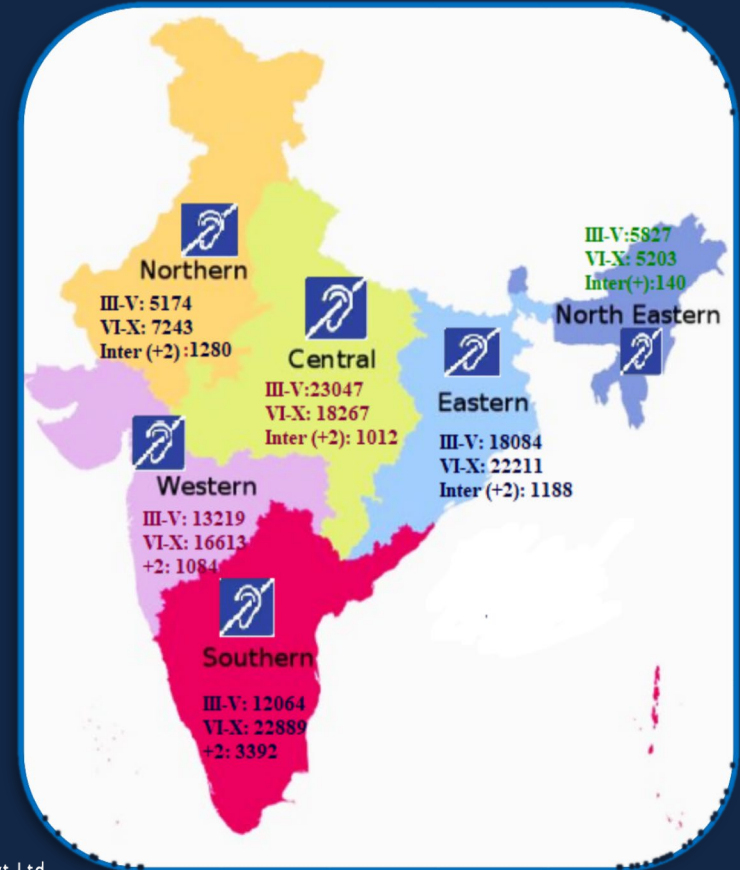 Northern
III-V: 5174
VI-X: 7243
Inter (+2) :1280
Central
III-V:23047
VI-X: 18267
Inter (+2): 1012
III-V:5827
VI-X: 5203
Inter(+):140
North Eastern
Eastern
III-V: 18084
VI-X: 22211
Inter (+2): 1188
Western
III-V: 13219
VI-X: 16613
+2: 1084
Southern
III-V: 12064
VI-X: 22889
+2: 3392
Ltd